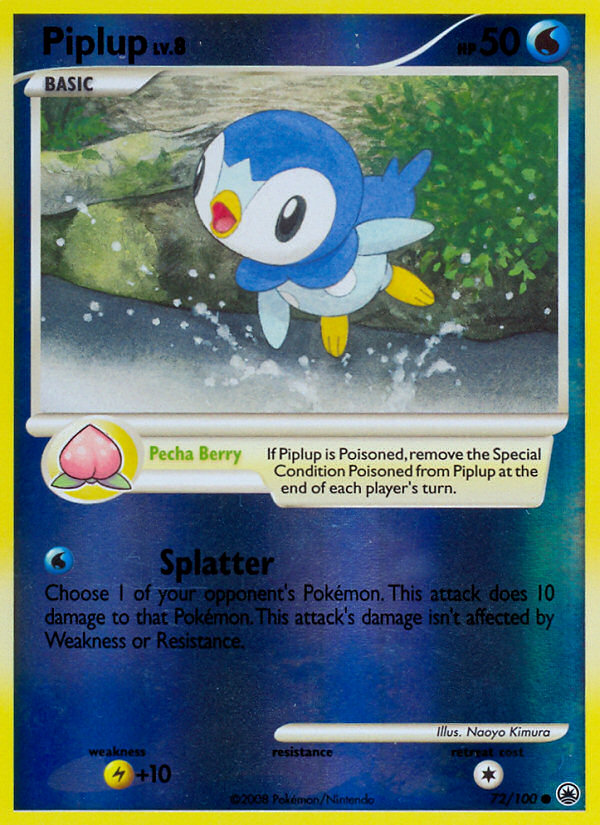 Piplup LV.8 HP 50
BASIC
Pecha Berry
If Piplup is Poisoned, remove the Special
Condition Poisoned from Piplup at the
end of each player's turn.
Splatter
Choose 1 of your opponent's Pokémon. This attack does 10
damage to that Pokémon. This attack's damage isn't affected by
Weakness or Resistance.
Illus. Naoyo Kimura
weakness resistance retreat cost
+10
©2008 Pokémon/Nintendo 72/100